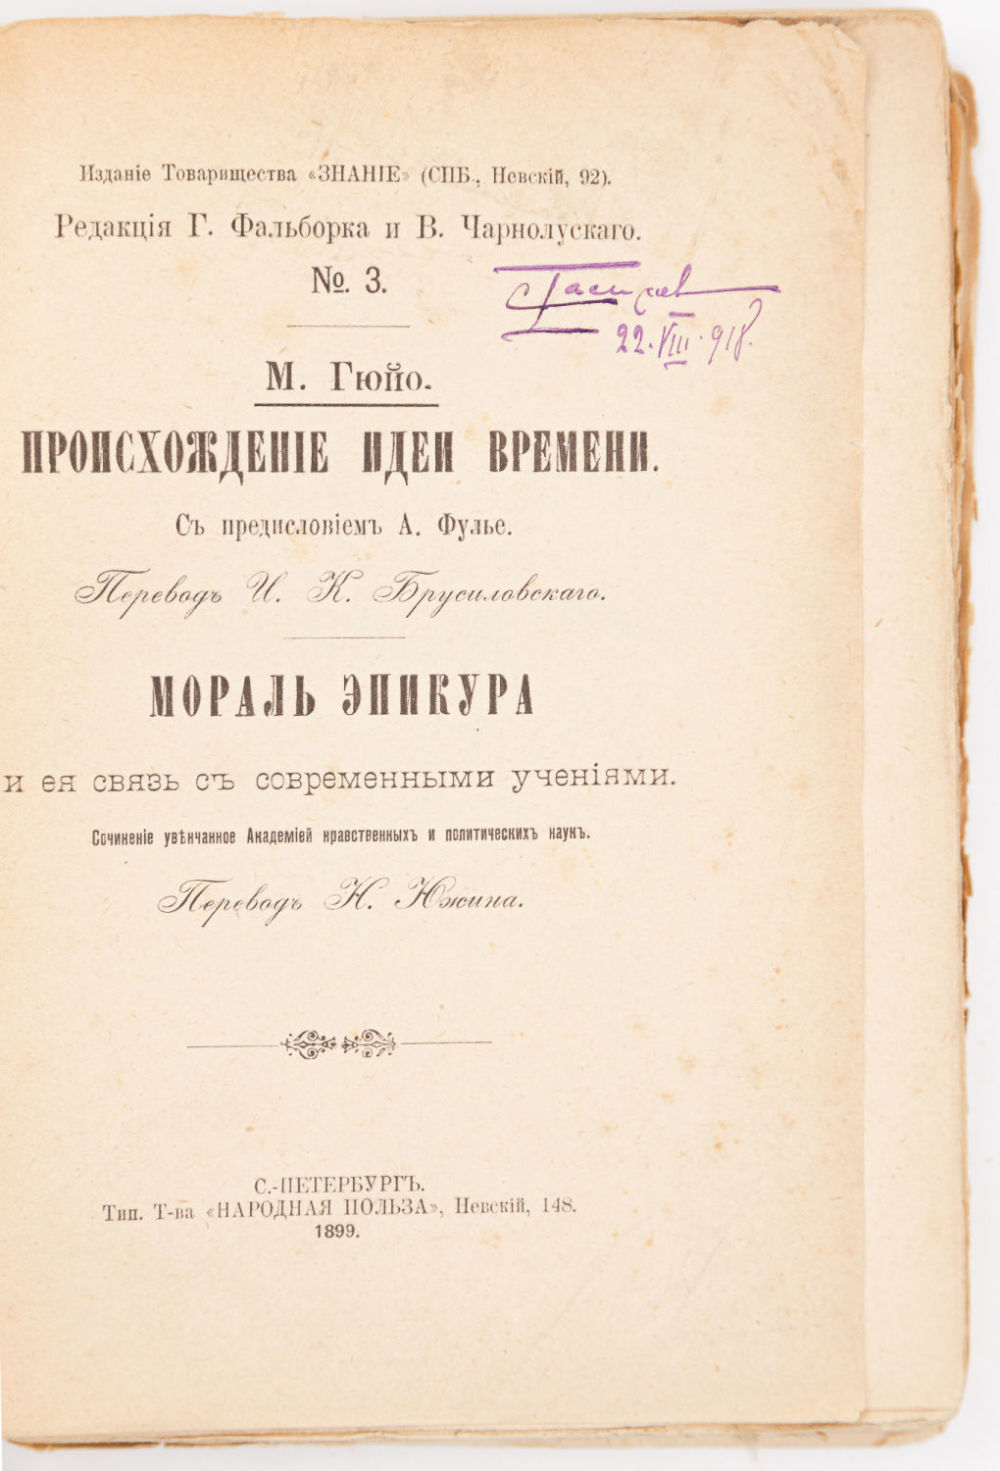 Изданіе Товарищества «ЗНАНІЕ» (СПБ., Невскій, 92).
Редакція Г. Фальборка и В. Чарнолускаго.
№. 3.
22.VIII.918.
М. Гюйо.
ПРОИСХОЖДЕНІЕ ИДЕИ ВРЕМЕНИ.
Съ предисловіемъ А. Фулье.
Переводъ И. К. Брусиловскаго.
МОРАЛЬ ЭПИКУРА
и ея связь съ современными ученіями.
Сочиненіе увѣнчанное Академіей нравственныхъ и политическихъ наукъ.
Переводъ Н. Южина.
С.-ПЕТЕРБУРГЪ.
Тип. Т-ва «НАРОДНАЯ ПОЛЬЗА», Невскій, 148.
1899.